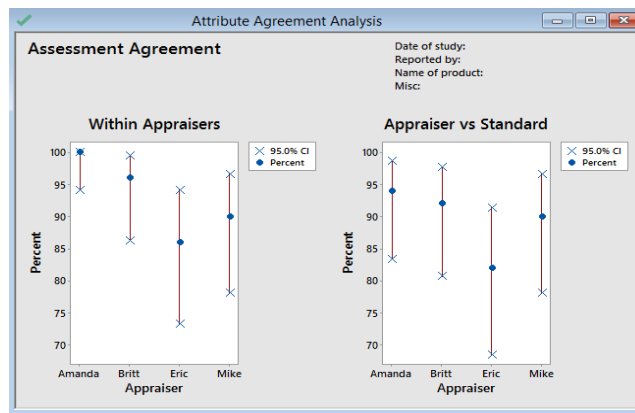 Attribute Agreement Analysis
Assessment Agreement
Date of study:
Reported by:
Name of product:
Misc:
Within Appraisers
95.0% CI
Percent
100
95
90
85
80
75
70
Percent
Amanda Britt Eric Mike
Appraiser
Appraiser vs Standard
95.0% CI
Percent
100
95
90
85
80
75
70
Percent
Amanda Britt Eric Mike
Appraiser